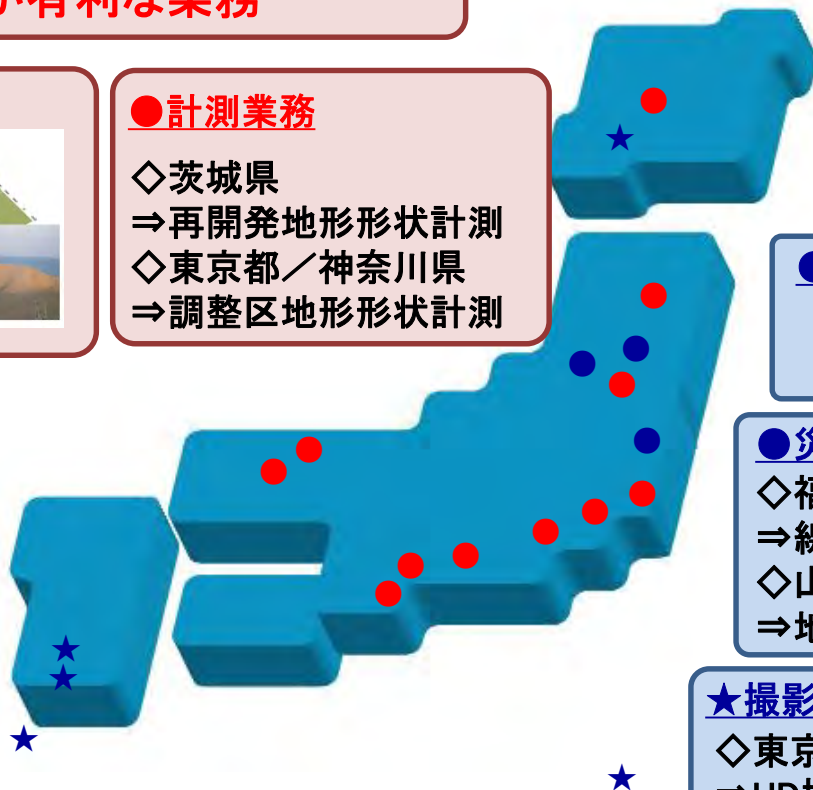 が有利な業務
●計測業務
◇茨城県
⇒再開発地形形状計測
◇東京都／神奈川県
⇒調整区地形形状計測
●
●災
◇福
⇒
◇山
⇒地
★撮影
◇東京